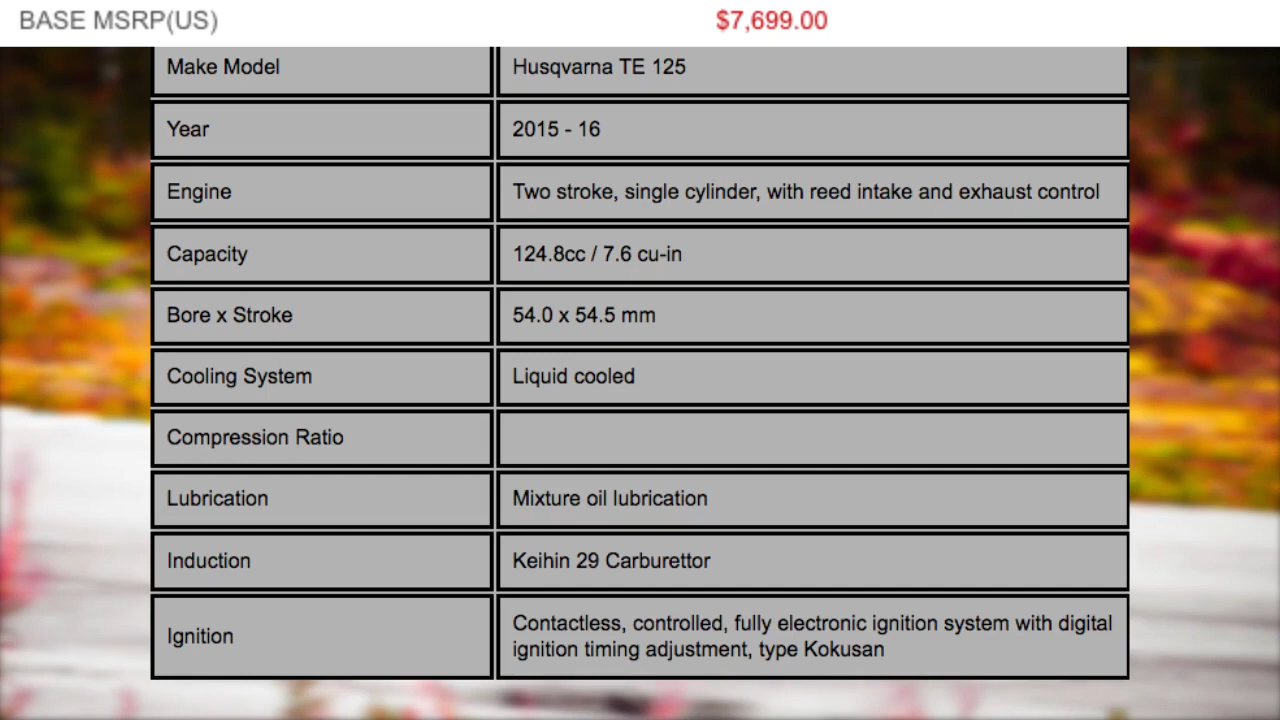 BASE MSRP(US) $7,699.00
Make Model Husqvarna TE 125
Year 2015 - 16
Engine Two stroke, single cylinder, with reed intake and exhaust control
Capacity 124.8cc / 7.6 cu-in
Bore x Stroke 54.0 x 54.5 mm
Cooling System Liquid cooled
Compression Ratio
Lubrication Mixture oil lubrication
Induction Keihin 29 Carburettor
Ignition Contactless, controlled, fully electronic ignition system with digital
ignition timing adjustment, type Kokusan